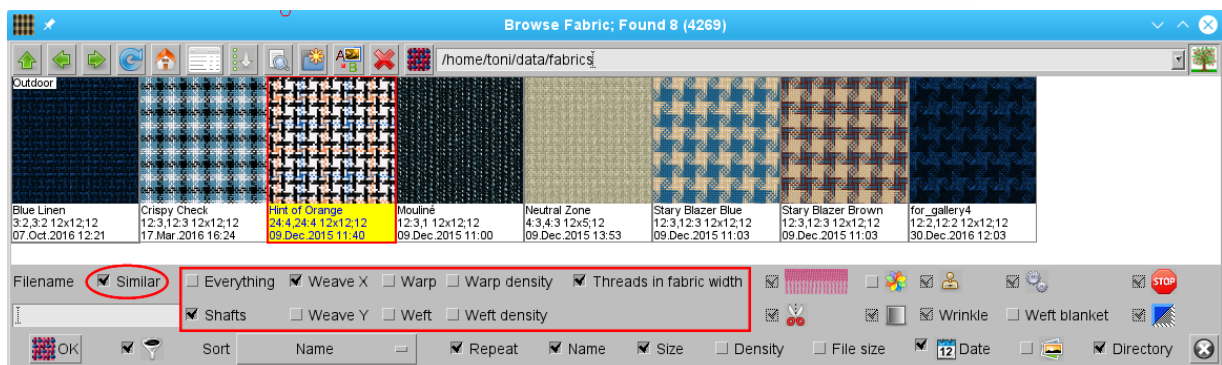 Browse Fabric; Found 8 (4269)
/home/toni/data/fabrics
Outdoor
Blue Linen
3:2,3:2 12x12;12
07.Oct.2016 12:21
Crispy Check
12:3,12:3 12x12;12
17.Mar.2016 16:24
Hint of Orange
24:4,24:4 12x12;12
09.Dec.2015 11:40
Mouliné
12:3,1 12x12;12
09.Dec.2015 11:00
Neutral Zone
4:3,4:3 12x5;12
09.Dec.2015 13:53
Stary Blazer Blue
12:3,12:3 12x12;12
09.Dec.2015 11:03
Stary Blazer Brown
12:3,12:3 12x12;12
09.Dec.2015 11:03
for_gallery4
12:2,12:2 12x12;12
30.Dec.2016 12:03
Filename Similar Everything Weave X Warp Warp density Threads in fabric width STOP
Shafts Weave Y Weft Weft density Wrinkle Weft blanket
OK Sort Name Repeat Name Size Density File size 12 Date Directory